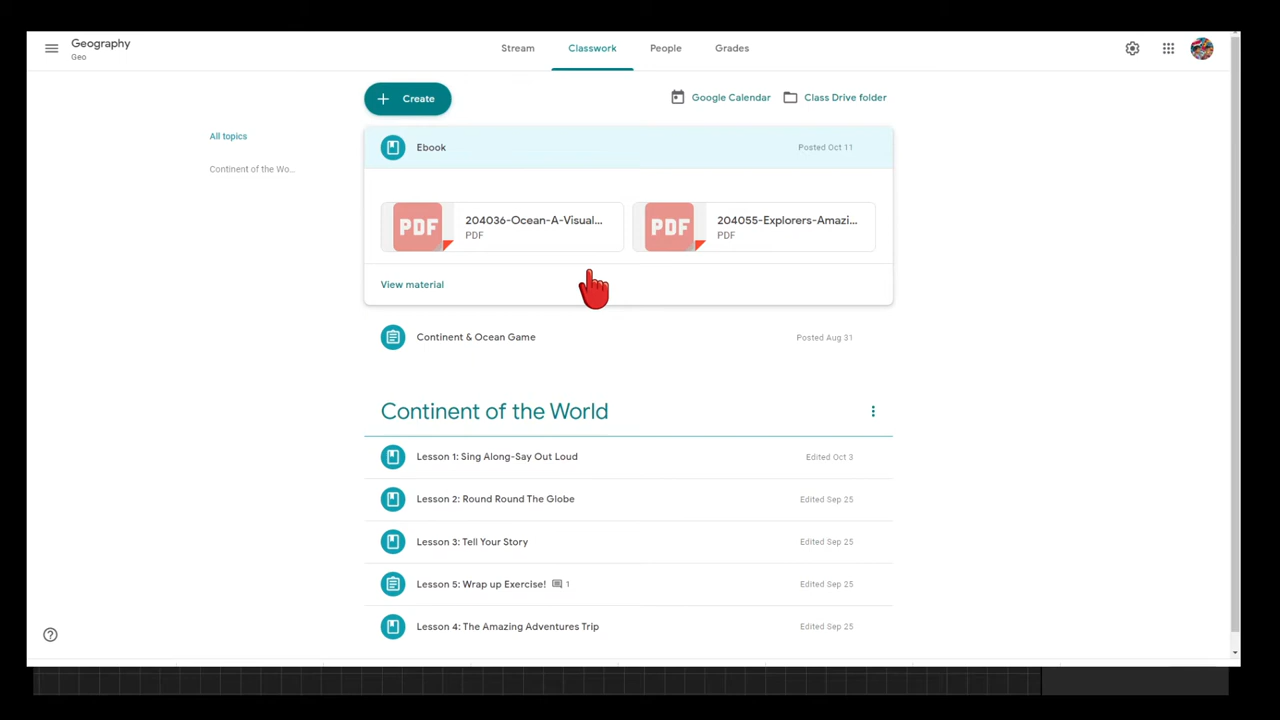 Geography
Geo
Stream
Classwork
People
Grades
Create
Google Calendar
Class Drive folder
All topics
Continent of the Wo...
Ebook
Posted Oct 11
PDF
204036-Ocean-A-Visual...
PDF
PDF
204055-Explorers-Amazi...
PDF
View material
Continent & Ocean Game
Posted Aug 31
Continent of the World
Lesson 1: Sing Along-Say Out Loud
Edited Oct 3
Lesson 2: Round Round The Globe
Edited Sep 25
Lesson 3: Tell Your Story
Edited Sep 25
Lesson 5: Wrap up Exercise! 1
Edited Sep 25
Lesson 4: The Amazing Adventures Trip
Edited Sep 25